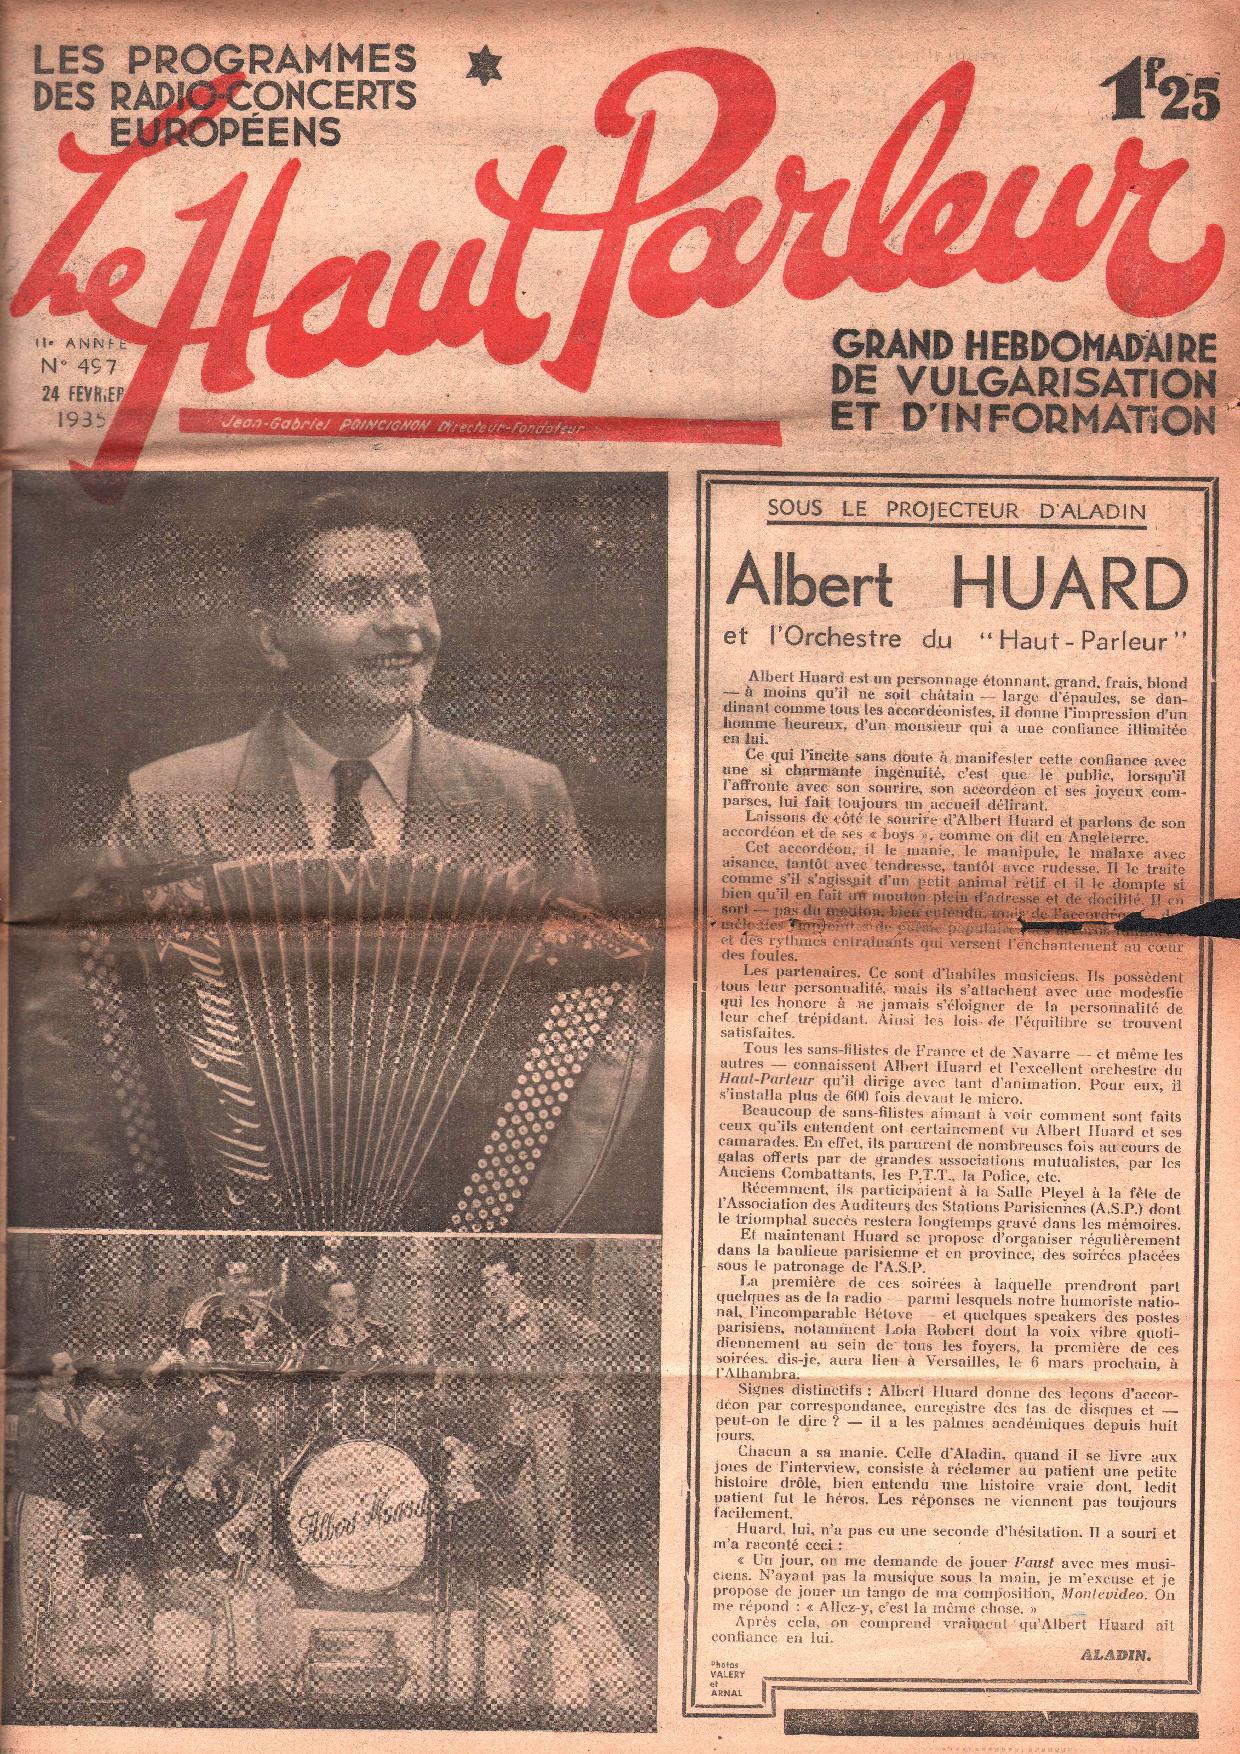 LES PROGRAMMES
DES RADIO-CONCERTS
EUROPÉENS
1f25
Le Haut Parleur
11e ANNÉE
N° 497
24 FEVRIER
1935
Jean-Gabriel POINCIGNON Directeur-Fondateur
GRAND HEBDOMADAIRE
DE VULGARISATION
ET D'INFORMATION
Albert Huard
Albert Huard
SOUS LE PROJECTEUR D'ALADIN
Albert HUARD
et l'Orchestre du "Haut-Parleur"
Albert Huard est un personnage étonnant, grand, frais, blond
— à moins qu'il ne soit châtain — large d'épaules, se dan-
dinant comme tous les accordéonistes, il donne l'impression d'un
homme heureux, d'un monsieur qui a une confiance illimitée
en lui.
Ce qui l'incite sans doute à manifester cette confiance avec
une si charmante ingénuité, c'est que le public, lorsqu'il
l'affronte avec son sourire, son accordéon et ses joyeux com-
parses, lui fait toujours un accueil délirant.
Laissons de côté le sourire d'Albert Huard et parlons de son
accordéon et de ses « boys », comme on dit en Angleterre.
Cet accordéon, il le manie, le manipule, le malaxe avec
aisance, tantôt avec tendresse, tantôt avec rudesse. Il le traite
comme s'il s'agissait d'un petit animal rétif et il le dompte si
bien qu'il en fait un mouton plein d'adresse et de docilité. Il en
sort — pas du mouton, bien entendu, mais de l'accordéon
mélodies
et des rythmes entraînants qui versent l'enchantement au cœur
des foules.
Les partenaires. Ce sont d'habiles musiciens. Ils possèdent
tous leur personnalité, mais ils s'attachent avec une modestie
qui les honore à ne jamais s'éloigner de la personnalité de
leur chef trépidant. Ainsi les lois de l'équilibre se trouvent
satisfaites.
Tous les sans-filistes de France et de Navarre — et même les
autres — connaissent Albert Huard et l'excellent orchestre du
Haut-Parleur qu'il dirige avec tant d'animation. Pour eux, il
s'installa plus de 600 fois devant le micro.
Beaucoup de sans-filistes aimant à voir comment sont faits
ceux qu'ils entendent ont certainement vu Albert Huard et ses
camarades. En effet, ils parurent de nombreuses fois au cours de
galas offerts par de grandes associations mutualistes, par les
Anciens Combattants, les P.T.T., la Police, etc.
Récemment, ils participaient à la Salle Pleyel à la fête de
l'Association des Auditeurs des Stations Parisiennes (A.S.P.) dont
le triomphal succès restera longtemps gravé dans les mémoires.
Et maintenant Huard se propose d'organiser régulièrement
dans la banlieue parisienne et en province, des soirées placées
sous le patronage de l'A.S.P.
La première de ces soirées à laquelle prendront part
quelques as de la radio — parmi lesquels notre humoriste natio-
nal, l'incomparable Bétove — et quelques speakers des postes
parisiens, notamment Lola Robert dont la voix vibre quoti-
diennement au sein de tous les foyers, la première de ces
soirées, dis-je, aura lieu à Versailles, le 6 mars prochain, à
l'Alhambra.
Signes distinctifs : Albert Huard donne des leçons d'accor-
déon par correspondance, enregistre des tas de disques et —
peut-on le dire ? — il a les palmes académiques depuis huit
jours.
Chacun a sa manie. Celle d'Aladin, quand il se livre aux
joies de l'interview, consiste à réclamer au patient une petite
histoire drôle, bien entendu une histoire vraie dont, ledit
patient fut le héros. Les réponses ne viennent pas toujours
facilement.
Huard, lui, n'a pas eu une seconde d'hésitation. Il a souri et
m'a raconté ceci :
« Un jour, on me demande de jouer Faust avec mes musi-
ciens. N'ayant pas la musique sous la main, je m'excuse et je
propose de jouer un tango de ma composition, Montevideo. On
me répond : « Allez-y, c'est la même chose. »
Après cela, on comprend vraiment qu'Albert Huard ait
confiance en lui.
ALADIN.
Photos
VALERY
et
ARNAL